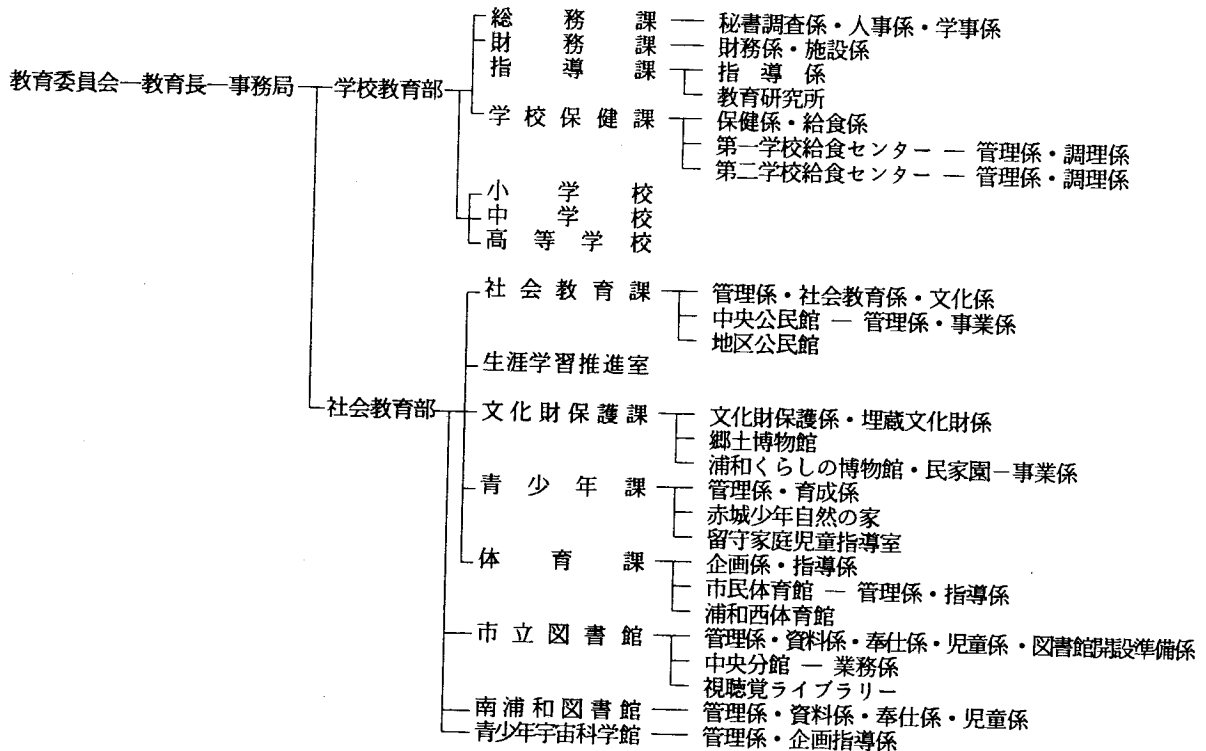 総務課 秘書調査係・人事係・学事係
財務課 財務係・施設係
指導課 指導係
教育委員会 教育長 事務局 学校教育部
教育研究所
学校保健課 保健係・給食係
第一学校給食センター ― 管理係・調理係
第二学校給食センター ― 管理係・調理係
小学校
中学校
高等学校
社会教育課 管理係・社会教育係・文化係
中央公民館 ― 管理係・事業係
地区公民館
生涯学習推進室
社会教育部
文化財保護課 文化財保護係・埋蔵文化財係
郷土博物館
浦和くらしの博物館・民家園―事業係
青少年課 管理係・育成係
赤城少年自然の家
留守家庭児童指導室
体育課 企画係・指導係
市民体育館 ― 管理係・指導係
浦和西体育館
市立図書館 管理係・資料係・奉仕係・児童係・図書館開設準備係
中央分館 ― 業務係
視聴覚ライブラリー
南浦和図書館 管理係・資料係・奉仕係・児童係
青少年宇宙科学館 管理係・企画指導係